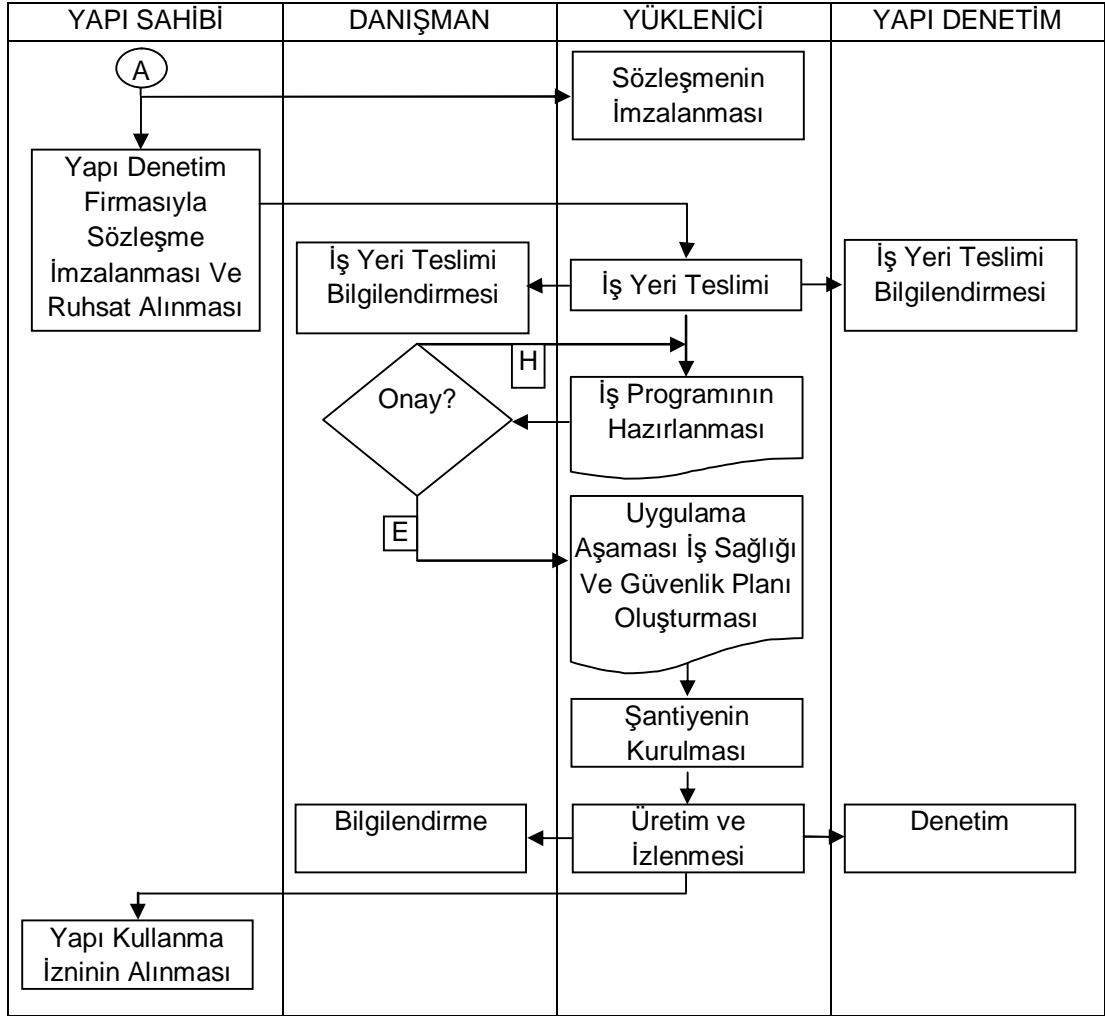 YAPI SAHİBİ
DANIŞMAN
YÜKLENİCİ
YAPI DENETİM
A
Sözleşmenin
İmzalanması
Yapı Denetim
Firmasıyla
Sözleşme
İmzalanması Ve
Ruhsat Alınması
İş Yeri Teslimi
Bilgilendirmesi
İş Yeri Teslimi
İş Yeri Teslimi
Bilgilendirmesi
H
Onay?
İş Programının
Hazırlanması
E
Uygulama
Aşaması İş Sağlığı
Ve Güvenlik Planı
Oluşturması
Şantiyenin
Kurulması
Bilgilendirme
Üretim ve
İzlenmesi
Denetim
Yapı Kullanma
İzninin Alınması